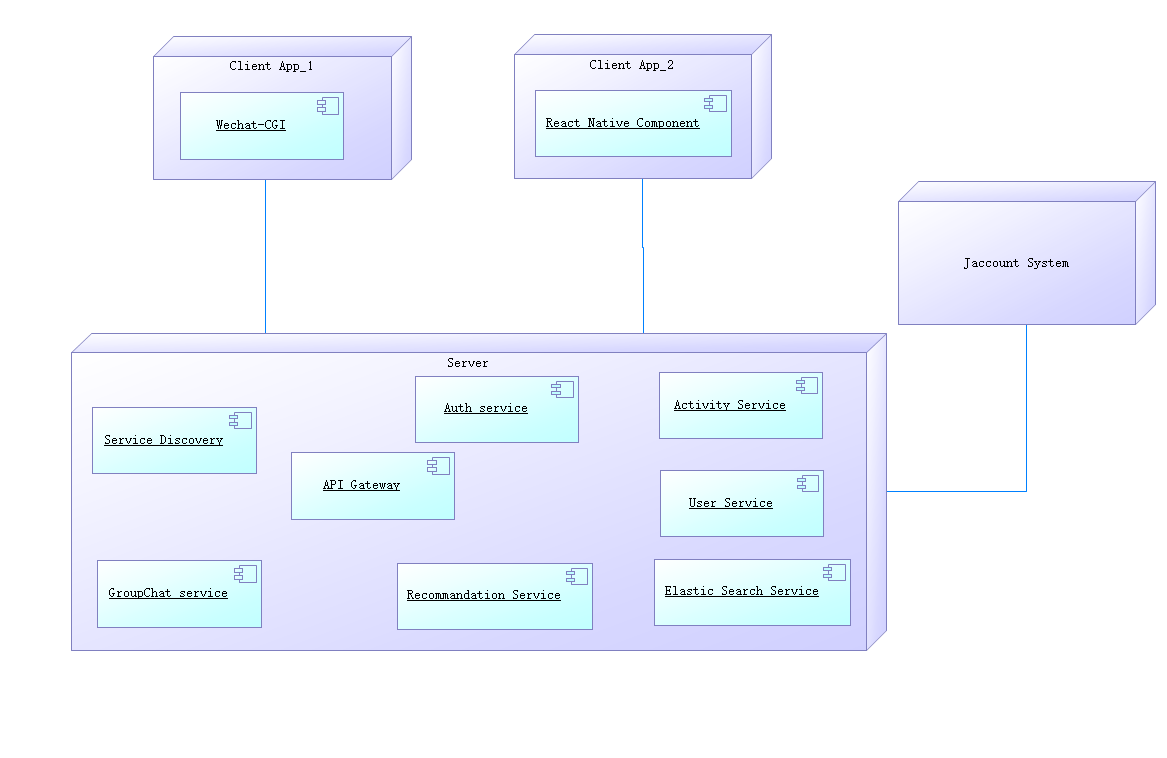 Client App_1
Wechat-CGI
Client App_2
React Native Component
Jaccount System
Server
Service Discovery
Auth service
Activity Service
API Gateway
User Service
GroupChat service
Recommandation Service
Elastic Search Service